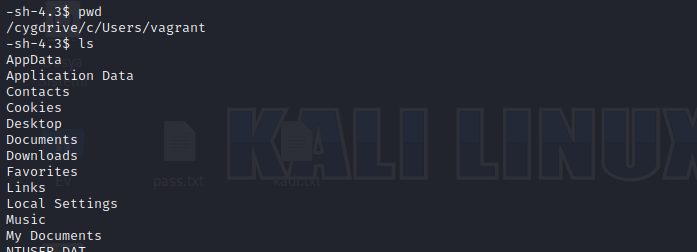 -sh-4.3$ pwd
/cygdrive/c/Users/vagrant
-sh-4.3$ ls
AppData
Application Data
Contacts
Cookies
Desktop
Documents
Downloads
Favorites
Links
Local Settings
Music
My Documents
NTUSER.DAT
KALI LINUX
pass.txt